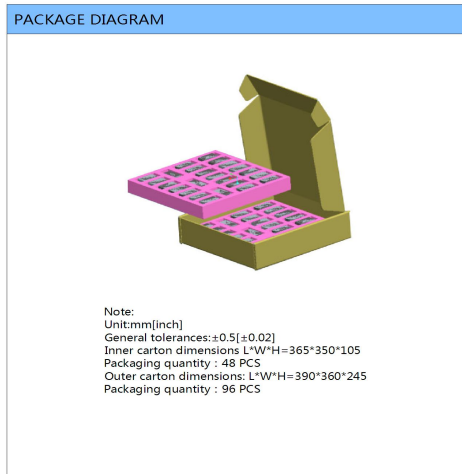 PACKAGE DIAGRAM
Note:
Unit:mm[inch]
General tolerances:±0.5[±0.02]
Inner carton dimensions L*W*H=365*350*105
Packaging quantity : 48 PCS
Outer carton dimensions: L*W*H=390*360*245
Packaging quantity : 96 PCS